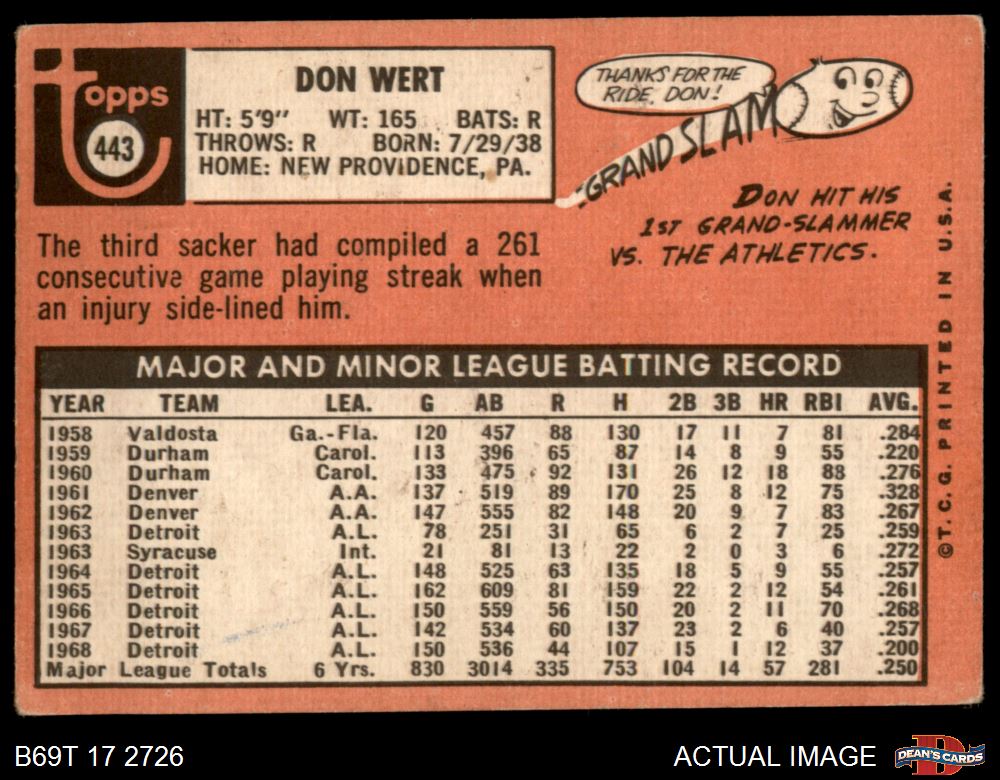 topps
443
DON WERT
HT: 5'9" WT: 165 BATS: R
THROWS: R BORN: 7/29/38
HOME: NEW PROVIDENCE, PA.
THANKS FOR THE
RIDE, DON!
GRAND SLAM
DON HIT HIS
1ST GRAND-SLAMMER
VS. THE ATHLETICS.
The third sacker had compiled a 261
consecutive game playing streak when
an injury side-lined him.
©T.C.G. PRINTED IN U.S.A.
MAJOR AND MINOR LEAGUE BATTING RECORD
YEAR TEAM LEA. G AB R H 2B 3B HR RBI AVG.
1958 Valdosta Ga.-Fla. 120 457 88 130 17 11 7 81 .284
1959 Durham Carol. 113 396 65 87 14 8 9 55 .220
1960 Durham Carol. 133 475 92 131 26 12 18 88 .276
1961 Denver A.A. 137 519 89 170 25 8 12 75 .328
1962 Denver A.A. 147 555 82 148 20 9 7 83 .267
1963 Detroit A.L. 78 251 31 65 6 2 7 25 .259
1963 Syracuse Int. 21 81 13 22 2 0 3 6 .272
1964 Detroit A.L. 148 525 63 135 18 5 9 55 .257
1965 Detroit A.L. 162 609 81 159 22 2 12 54 .261
1966 Detroit A.L. 150 559 56 150 20 2 11 70 .268
1967 Detroit A.L. 142 534 60 137 23 2 6 40 .257
1968 Detroit A.L. 150 536 44 107 15 1 12 37 .200
Major League Totals 6 Yrs. 830 3014 335 753 104 14 57 281 .250
B69T 17 2726
ACTUAL IMAGE
D
DEAN'S CARDS